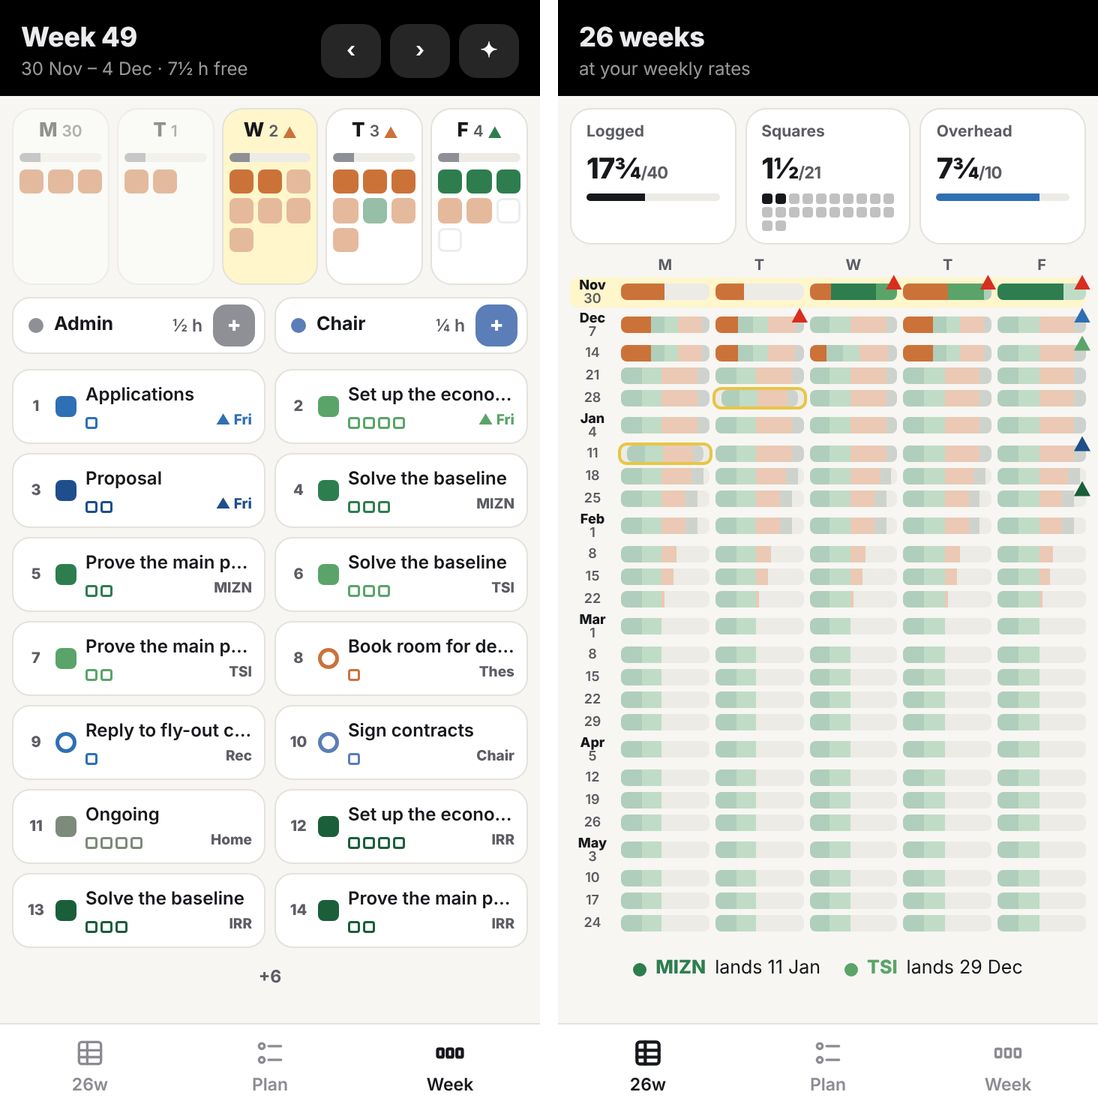 Week 49
30 Nov – 4 Dec · 7½ h free
‹ › ✦
M 30
T 1
W 2
T 3
F 4
Admin
½ h
+
Chair
¼ h
+
1
Applications
Fri
2
Set up the econo...
Fri
3
Proposal
Fri
4
Solve the baseline
MIZN
5
Prove the main p...
MIZN
6
Solve the baseline
TSI
7
Prove the main p...
TSI
8
Book room for de...
Thes
9
Reply to fly-out c...
Rec
10
Sign contracts
Chair
11
Ongoing
Home
12
Set up the econo...
IRR
13
Solve the baseline
IRR
14
Prove the main p...
IRR
+6
26w
Plan
Week
26 weeks
at your weekly rates
Logged
17¾/40
Squares
1½/21
Overhead
7¾/10
M T W T F
Nov
30
Dec
7
14
21
28
Jan
4
11
18
25
Feb
1
8
15
22
Mar
1
8
15
22
29
Apr
5
12
19
26
May
3
10
17
24
MIZN lands 11 Jan
TSI lands 29 Dec
26w
Plan
Week